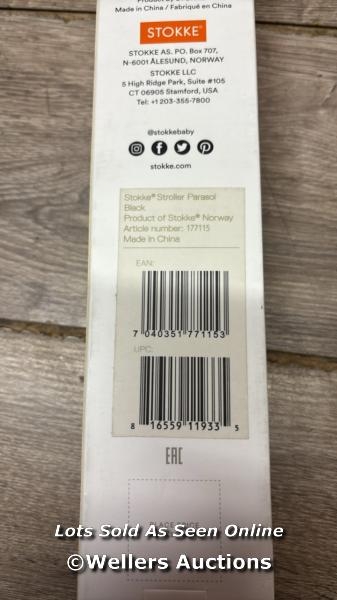 Made in China / Fabriqué en China
STOKKE®
STOKKE AS. PO. Box 707,
N-6001 ÅLESUND, NORWAY
STOKKE LLC
5 High Ridge Park, Suite #105
CT 06905 Stamford, USA
Tel: +1 203-355-7800
@stokkebaby
stokke.com
Stokke® Stroller Parasol
Black
Product of Stokke® Norway
Article number: 177115
Made in China
EAN:
7 040351 771153
UPC:
8 16559 11933 5
EAC
Lots Sold As Seen Online
©Wellers Auctions